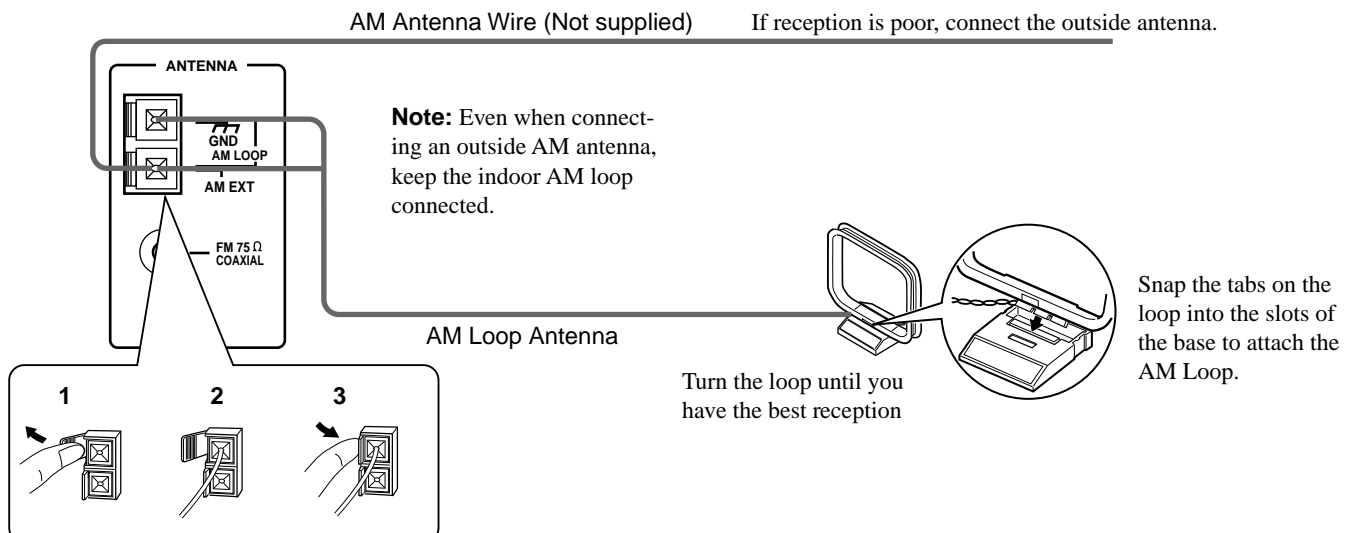 AM Antenna Wire (Not supplied)
If reception is poor, connect the outside antenna.
ANTENNA
GND
AM LOOP
AM EXT
FM 75 Ω
COAXIAL
Note: Even when connect-
ing an outside AM antenna,
keep the indoor AM loop
connected.
AM Loop Antenna
Turn the loop until you
have the best reception
Snap the tabs on the
loop into the slots of
the base to attach the
AM Loop.
1 2 3